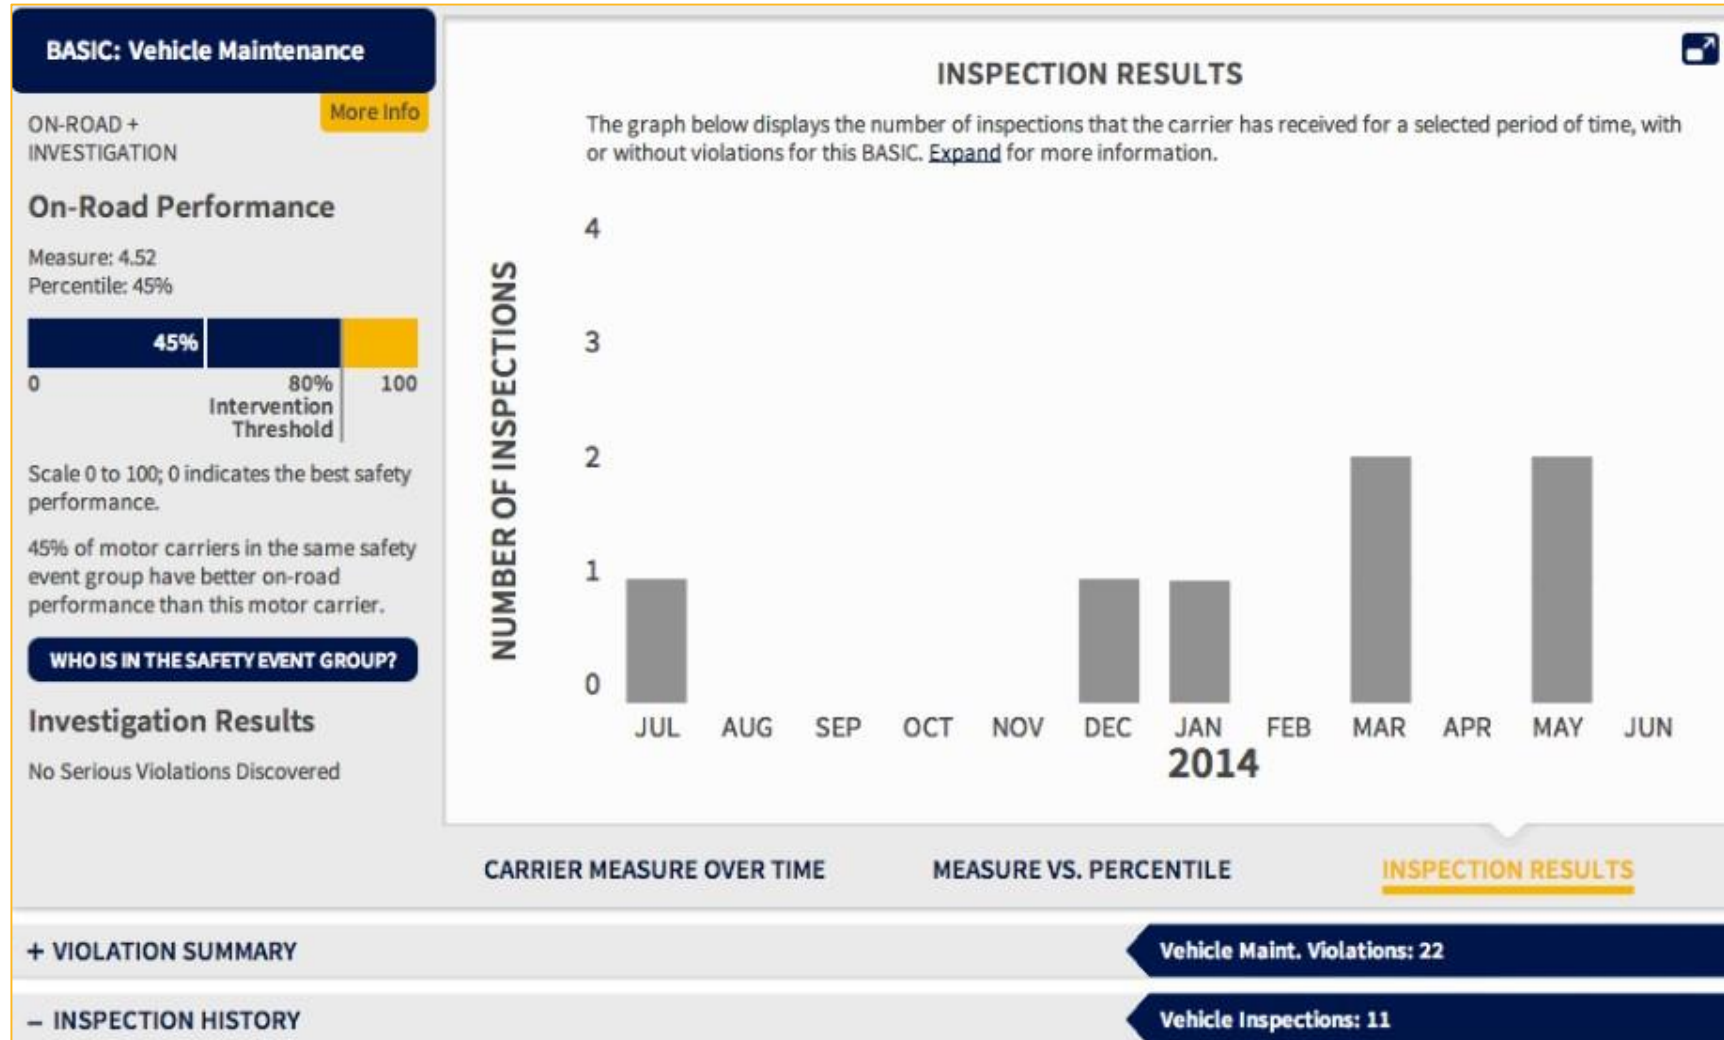 BASIC: Vehicle Maintenance
More Info
ON-ROAD +
INVESTIGATION
On-Road Performance
Measure: 4.52
Percentile: 45%
45%
0
80%
100
Intervention
Threshold
Scale 0 to 100; 0 indicates the best safety
performance.
45% of motor carriers in the same safety
event group have better on-road
performance than this motor carrier.
WHO IS IN THE SAFETY EVENT GROUP?
Investigation Results
No Serious Violations Discovered
INSPECTION RESULTS
The graph below displays the number of inspections that the carrier has received for a selected period of time, with
or without violations for this BASIC. Expand for more information.
NUMBER OF INSPECTIONS
4
3
2
1
0
JUL AUG SEP OCT NOV DEC JAN FEB MAR APR MAY JUN
2014
CARRIER MEASURE OVER TIME
MEASURE VS. PERCENTILE
INSPECTION RESULTS
+ VIOLATION SUMMARY
Vehicle Maint. Violations: 22
– INSPECTION HISTORY
Vehicle Inspections: 11